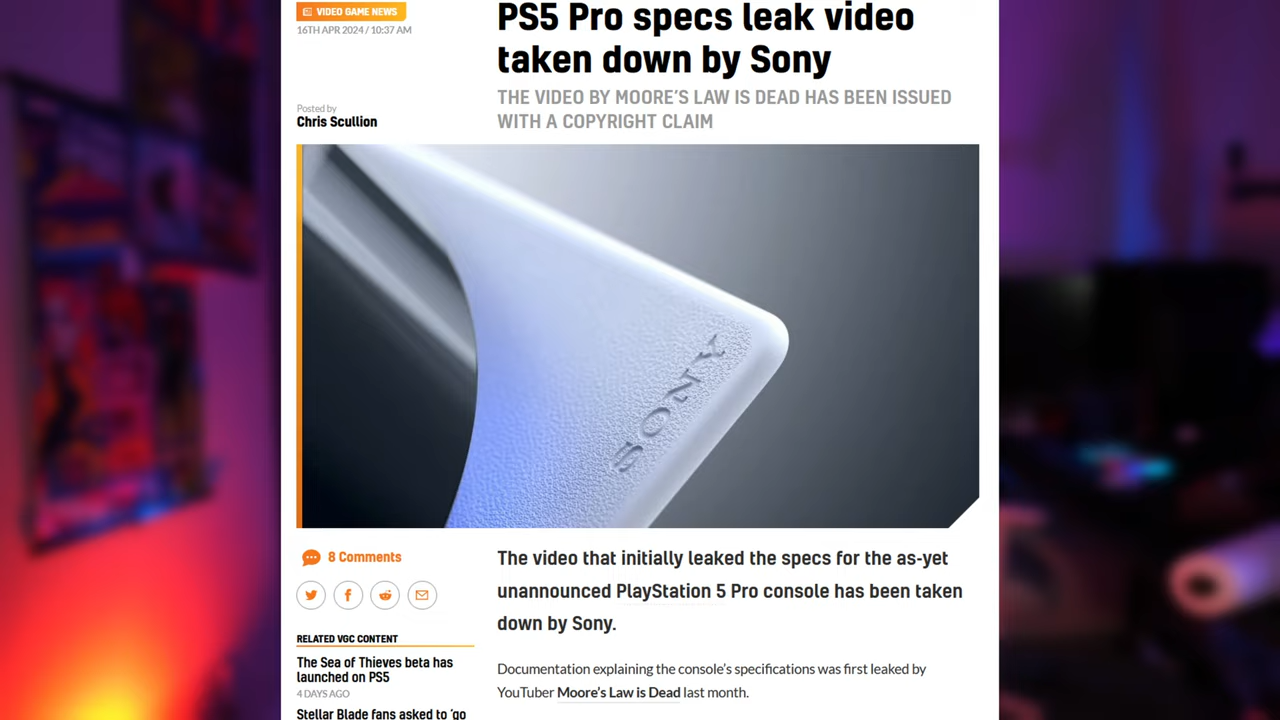 VIDEO GAME NEWS
16TH APR 2024 / 10:37 AM
Posted by
Chris Scullion
PS5 Pro specs leak video
taken down by Sony
THE VIDEO BY MOORE'S LAW IS DEAD HAS BEEN ISSUED
WITH A COPYRIGHT CLAIM
SONY
8 Comments
RELATED VGC CONTENT
The Sea of Thieves beta has
launched on PS5
4 DAYS AGO
Stellar Blade fans asked to 'go
The video that initially leaked the specs for the as-yet
unannounced PlayStation 5 Pro console has been taken
down by Sony.
Documentation explaining the console's specifications was first leaked by
YouTuber Moore's Law is Dead last month.